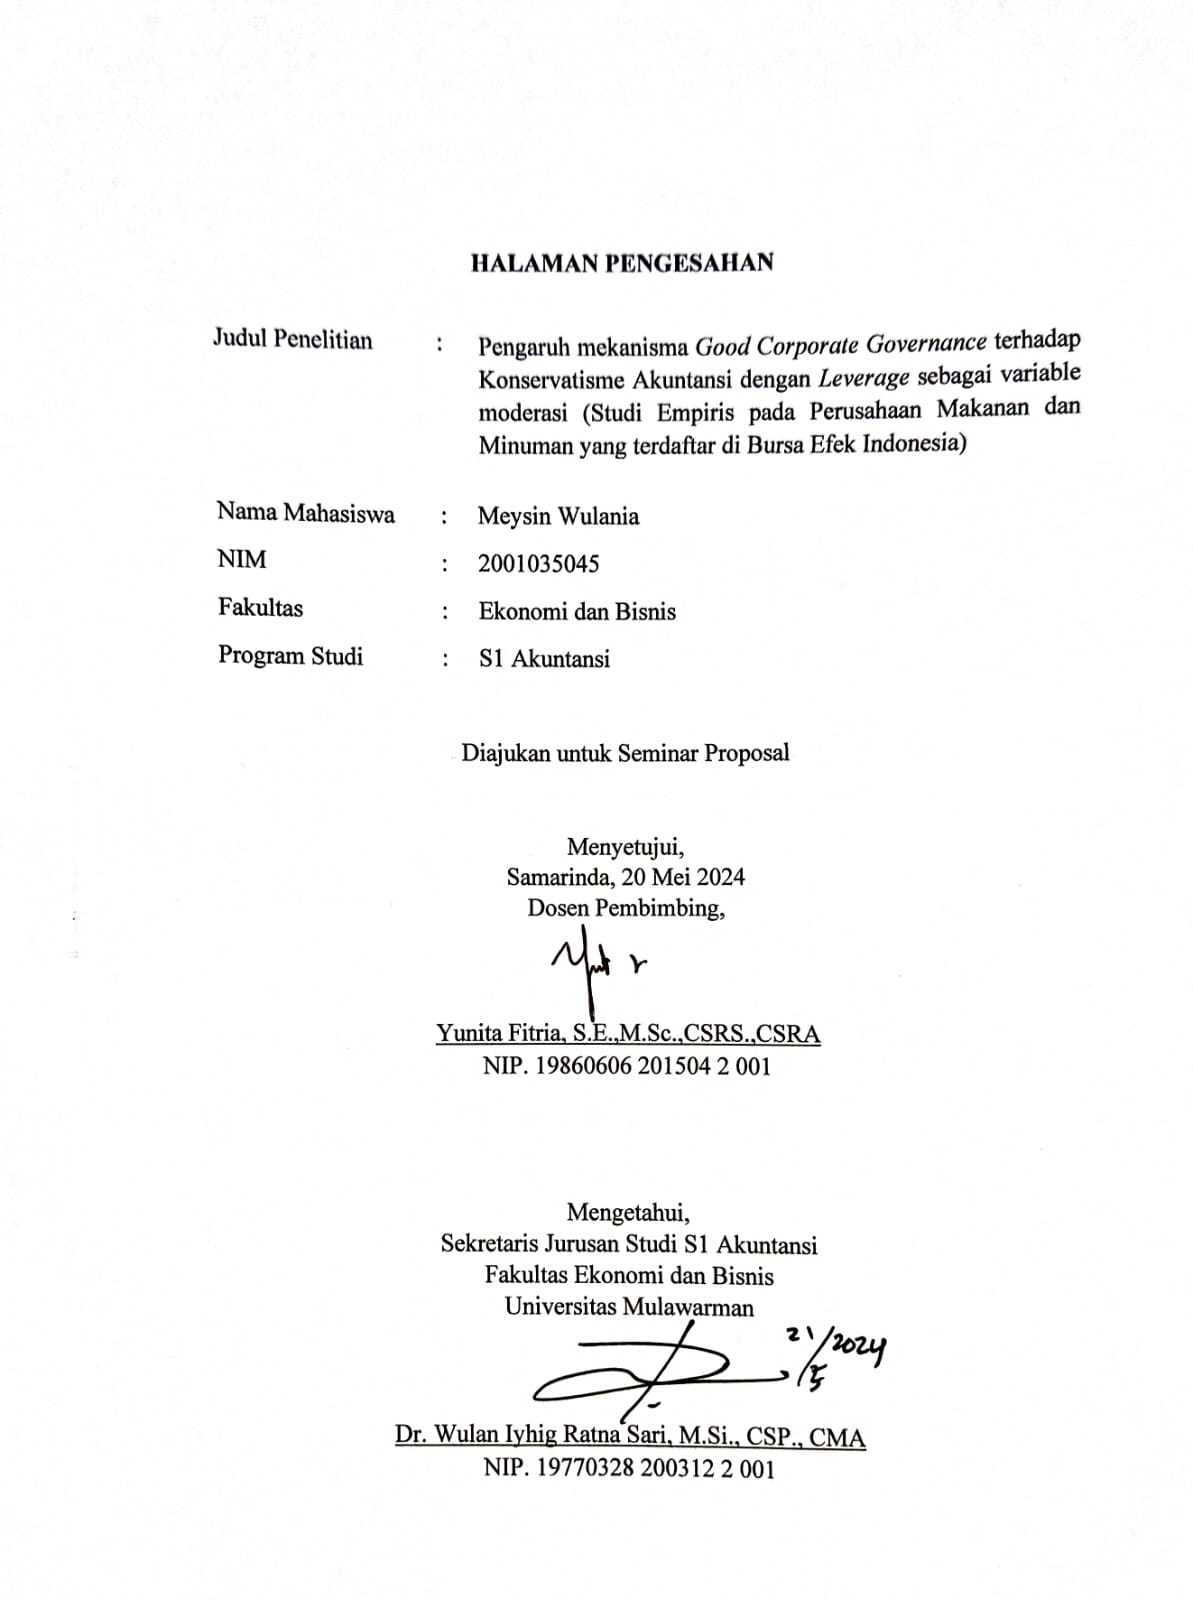 HALAMAN PENGESAHAN
Judul Penelitian : Pengaruh mekanisma Good Corporate Governance terhadap
Konservatisme Akuntansi dengan Leverage sebagai variable
moderasi (Studi Empiris pada Perusahaan Makanan dan
Minuman yang terdaftar di Bursa Efek Indonesia)
Nama Mahasiswa : Meysin Wulania
NIM : 2001035045
Fakultas : Ekonomi dan Bisnis
Program Studi : S1 Akuntansi
Diajukan untuk Seminar Proposal
Menyetujui,
Samarinda, 20 Mei 2024
Dosen Pembimbing,
Yunita Fitria, S.E.,M.Sc.,CSRS.,CSRA
NIP. 19860606 201504 2 001
Mengetahui,
Sekretaris Jurusan Studi S1 Akuntansi
Fakultas Ekonomi dan Bisnis
Universitas Mulawarman
21/5/2024
Dr. Wulan Iyhig Ratna Sari, M.Si., CSP., CMA
NIP. 19770328 200312 2 001